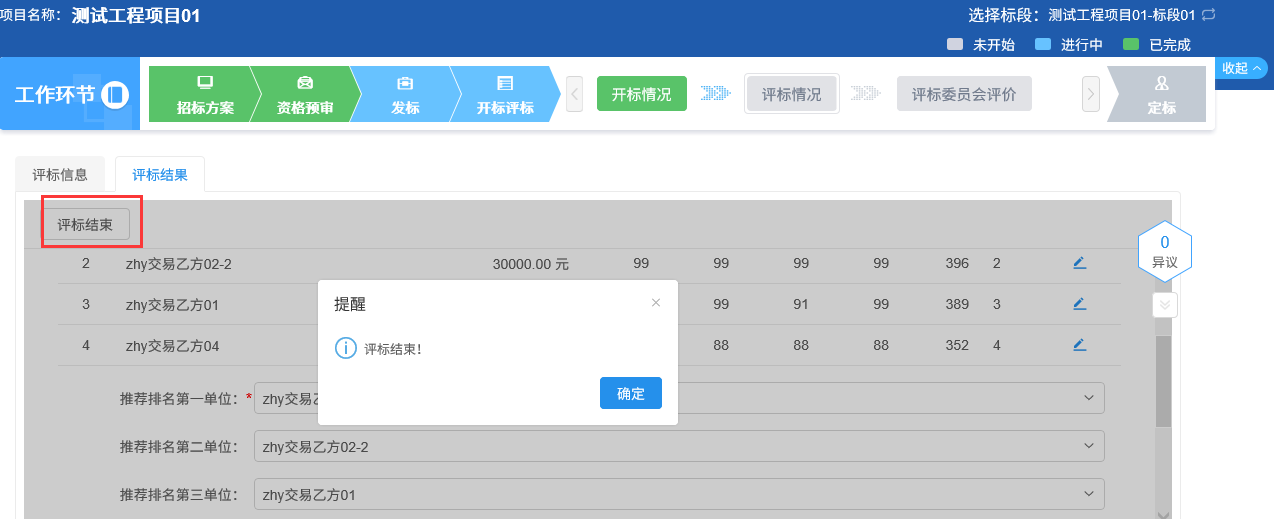 项目名称： 测试工程项目01
选择标段： 测试工程项目01-标段01
未开始 进行中 已完成
工作环节
招标方案
资格预审
发标
开标评标
开标情况
评标情况
评标委员会评价
定标
收起
评标信息 评标结果
评标结束
2 zhy交易乙方02-2 30000.00 元 99 99 99 99 396 2
3 zhy交易乙方01 99 91 99 389 3
4 zhy交易乙方04 88 88 88 352 4
0
异议
提醒 ×
评标结束！
确定
推荐排名第一单位：* zhy交易
推荐排名第二单位： zhy交易乙方02-2
推荐排名第三单位： zhy交易乙方01